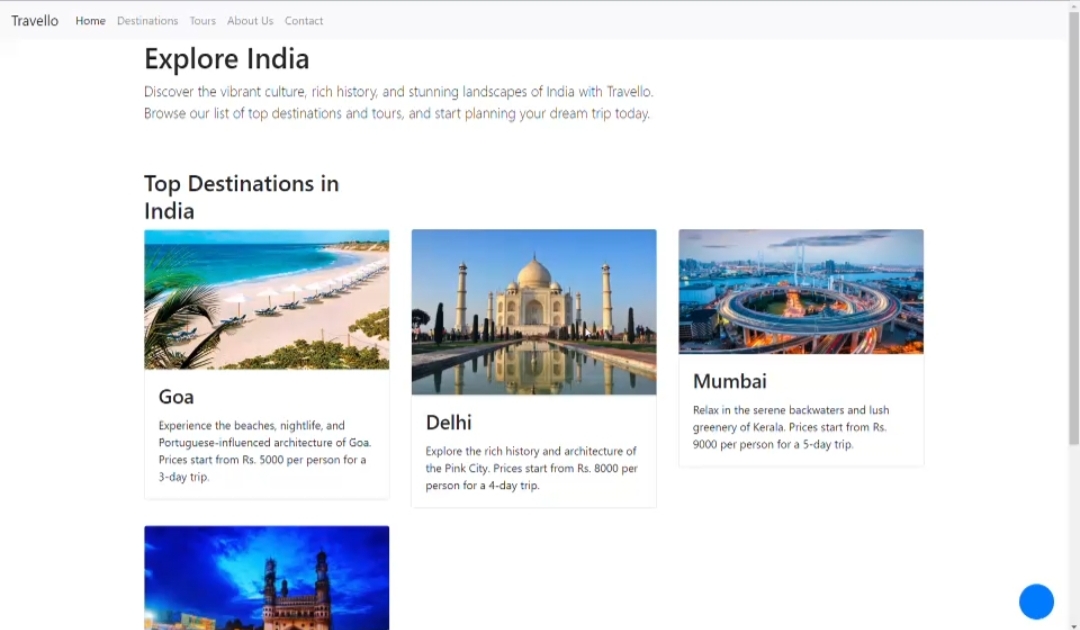 Travello Home Destinations Tours About Us Contact
Explore India
Discover the vibrant culture, rich history, and stunning landscapes of India with Travello.
Browse our list of top destinations and tours, and start planning your dream trip today.
Top Destinations in
India
Goa
Experience the beaches, nightlife, and
Portuguese-influenced architecture of Goa.
Prices start from Rs. 5000 per person for a
3-day trip.
Delhi
Explore the rich history and architecture of
the Pink City. Prices start from Rs. 8000 per
person for a 4-day trip.
Mumbai
Relax in the serene backwaters and lush
greenery of Kerala. Prices start from Rs.
9000 per person for a 5-day trip.